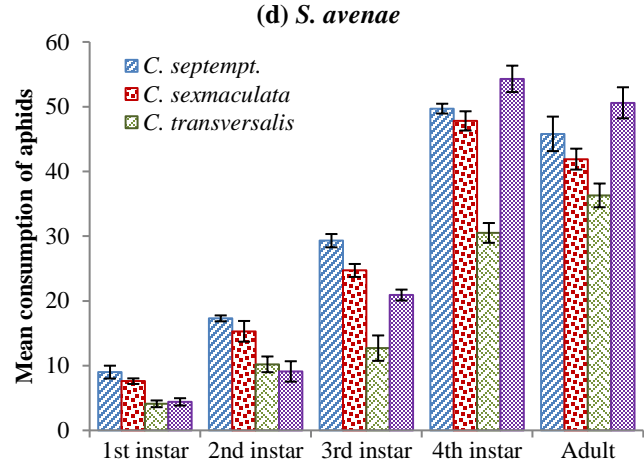 (d) S. avenae
Mean consumption of aphids
60
50
40
30
20
10
0
C. septempt.
C. sexmaculata
C. transversalis
1st instar 2nd instar 3rd instar 4th instar Adult